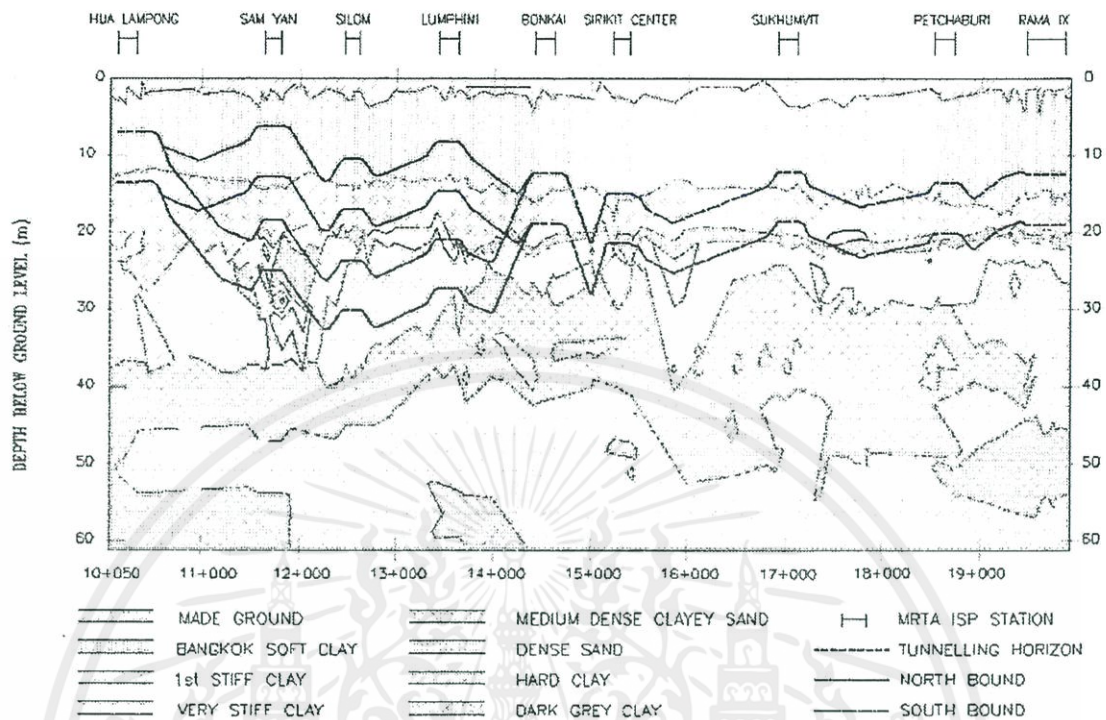 HUA LAMPONG SAM YAN SILOM LUMPHINI BONKAI SIRIKIT CENTER SUKHUMVIT PETCHABURI RAMA IX
0 0
10 10
20 20
30 30
40 40
50 50
60 60
DEPTH BELOW GROUND LEVEL (m)
10+050 11+000 12+000 13+000 14+000 15+000 16+000 17+000 18+000 19+000
MADE GROUND MEDIUM DENSE CLAYEY SAND MRTA ISP STATION
BANGKOK SOFT CLAY DENSE SAND TUNNELLING HORIZON
1st STIFF CLAY HARD CLAY NORTH BOUND
VERY STIFF CLAY DARK GREY CLAY SOUTH BOUND